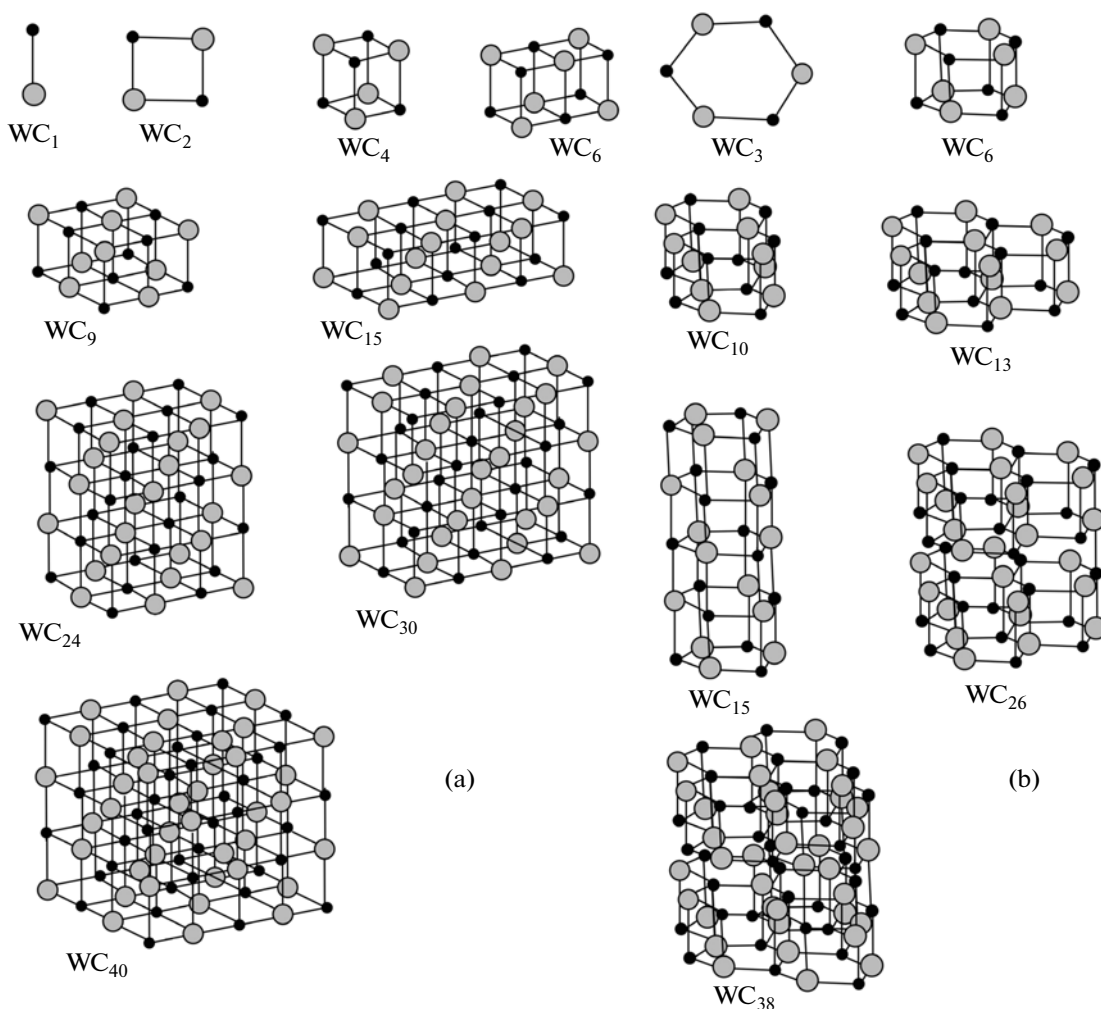 WC₁ WC₂ WC₄ WC₆ WC₃ WC₆
WC₉ WC₁₅ WC₁₀ WC₁₃
WC₂₄ WC₃₀ WC₁₅ WC₂₆
(a) (b)
WC₄₀ WC₃₈